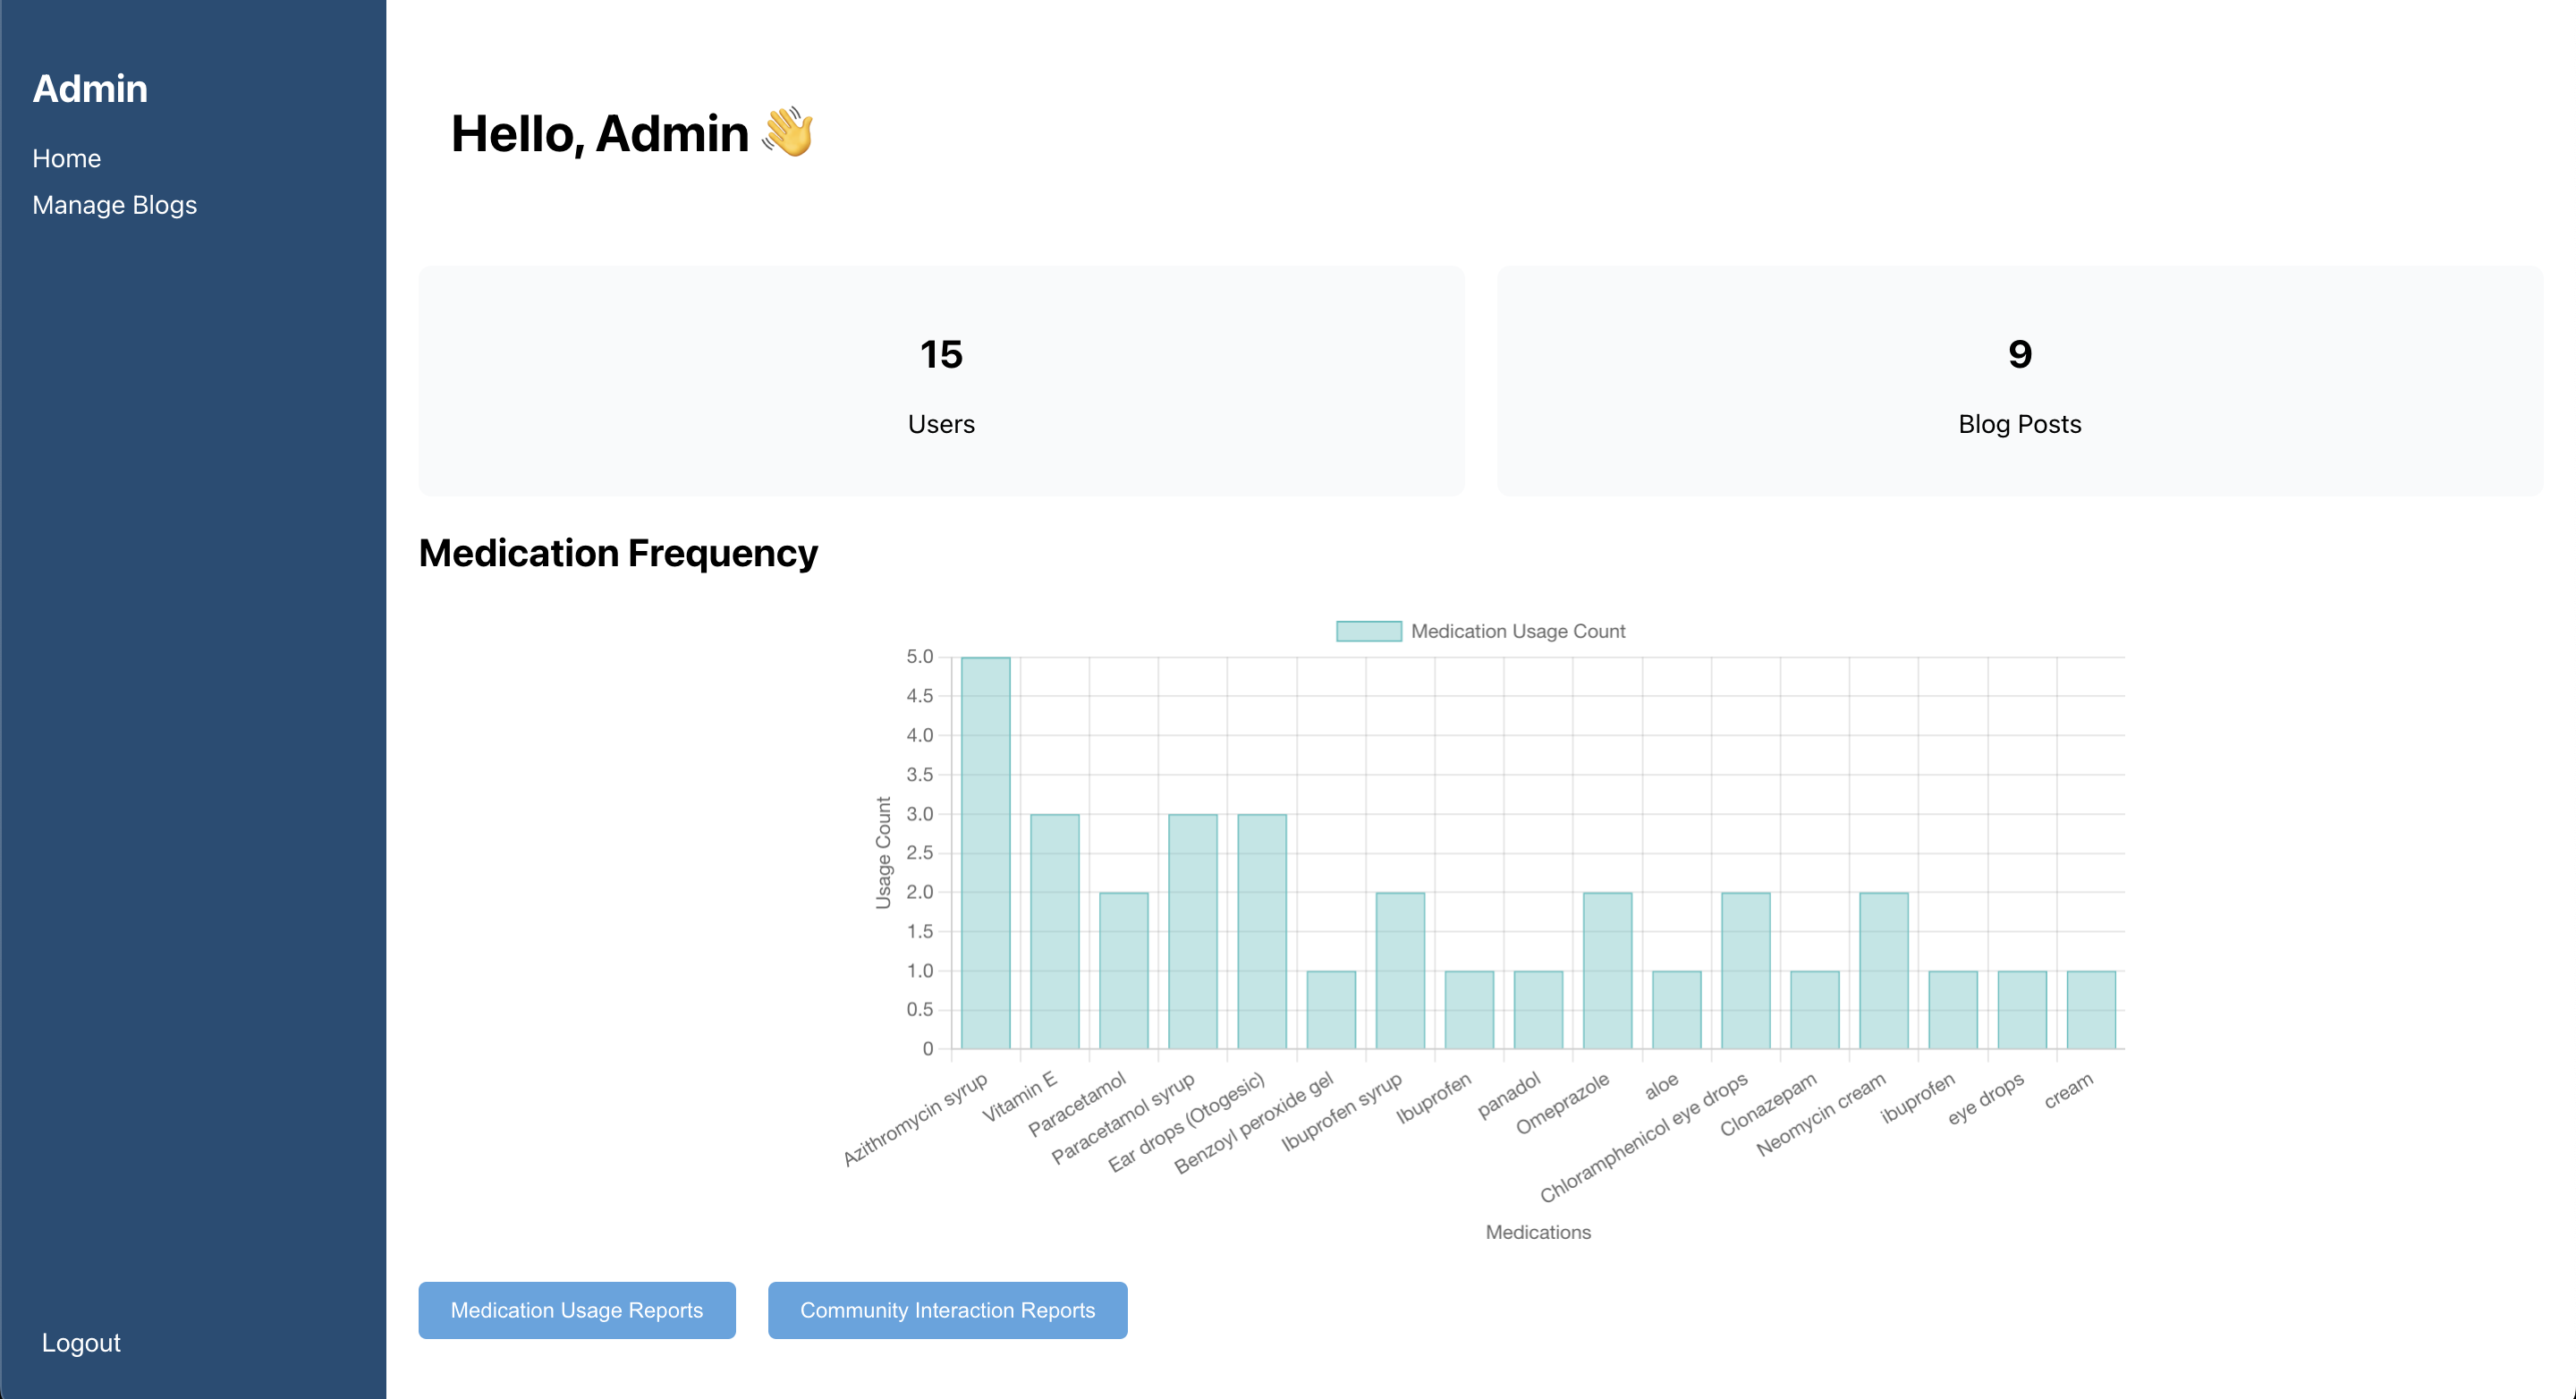 Admin
Home
Manage Blogs
Logout
Hello, Admin 👋
15
Users
9
Blog Posts
Medication Frequency
Medication Usage Count
5.0
4.5
4.0
3.5
3.0
2.5
2.0
1.5
1.0
0.5
0
Usage Count
Azithromycin syrup
Vitamin E
Paracetamol
Paracetamol syrup
Ear drops (Otogesic)
Benzoyl peroxide gel
Ibuprofen syrup
Ibuprofen
panadol
Omeprazole
aloe
Chloramphenicol eye drops
Clonazepam
Neomycin cream
ibuprofen
eye drops
cream
Medications
Medication Usage Reports
Community Interaction Reports